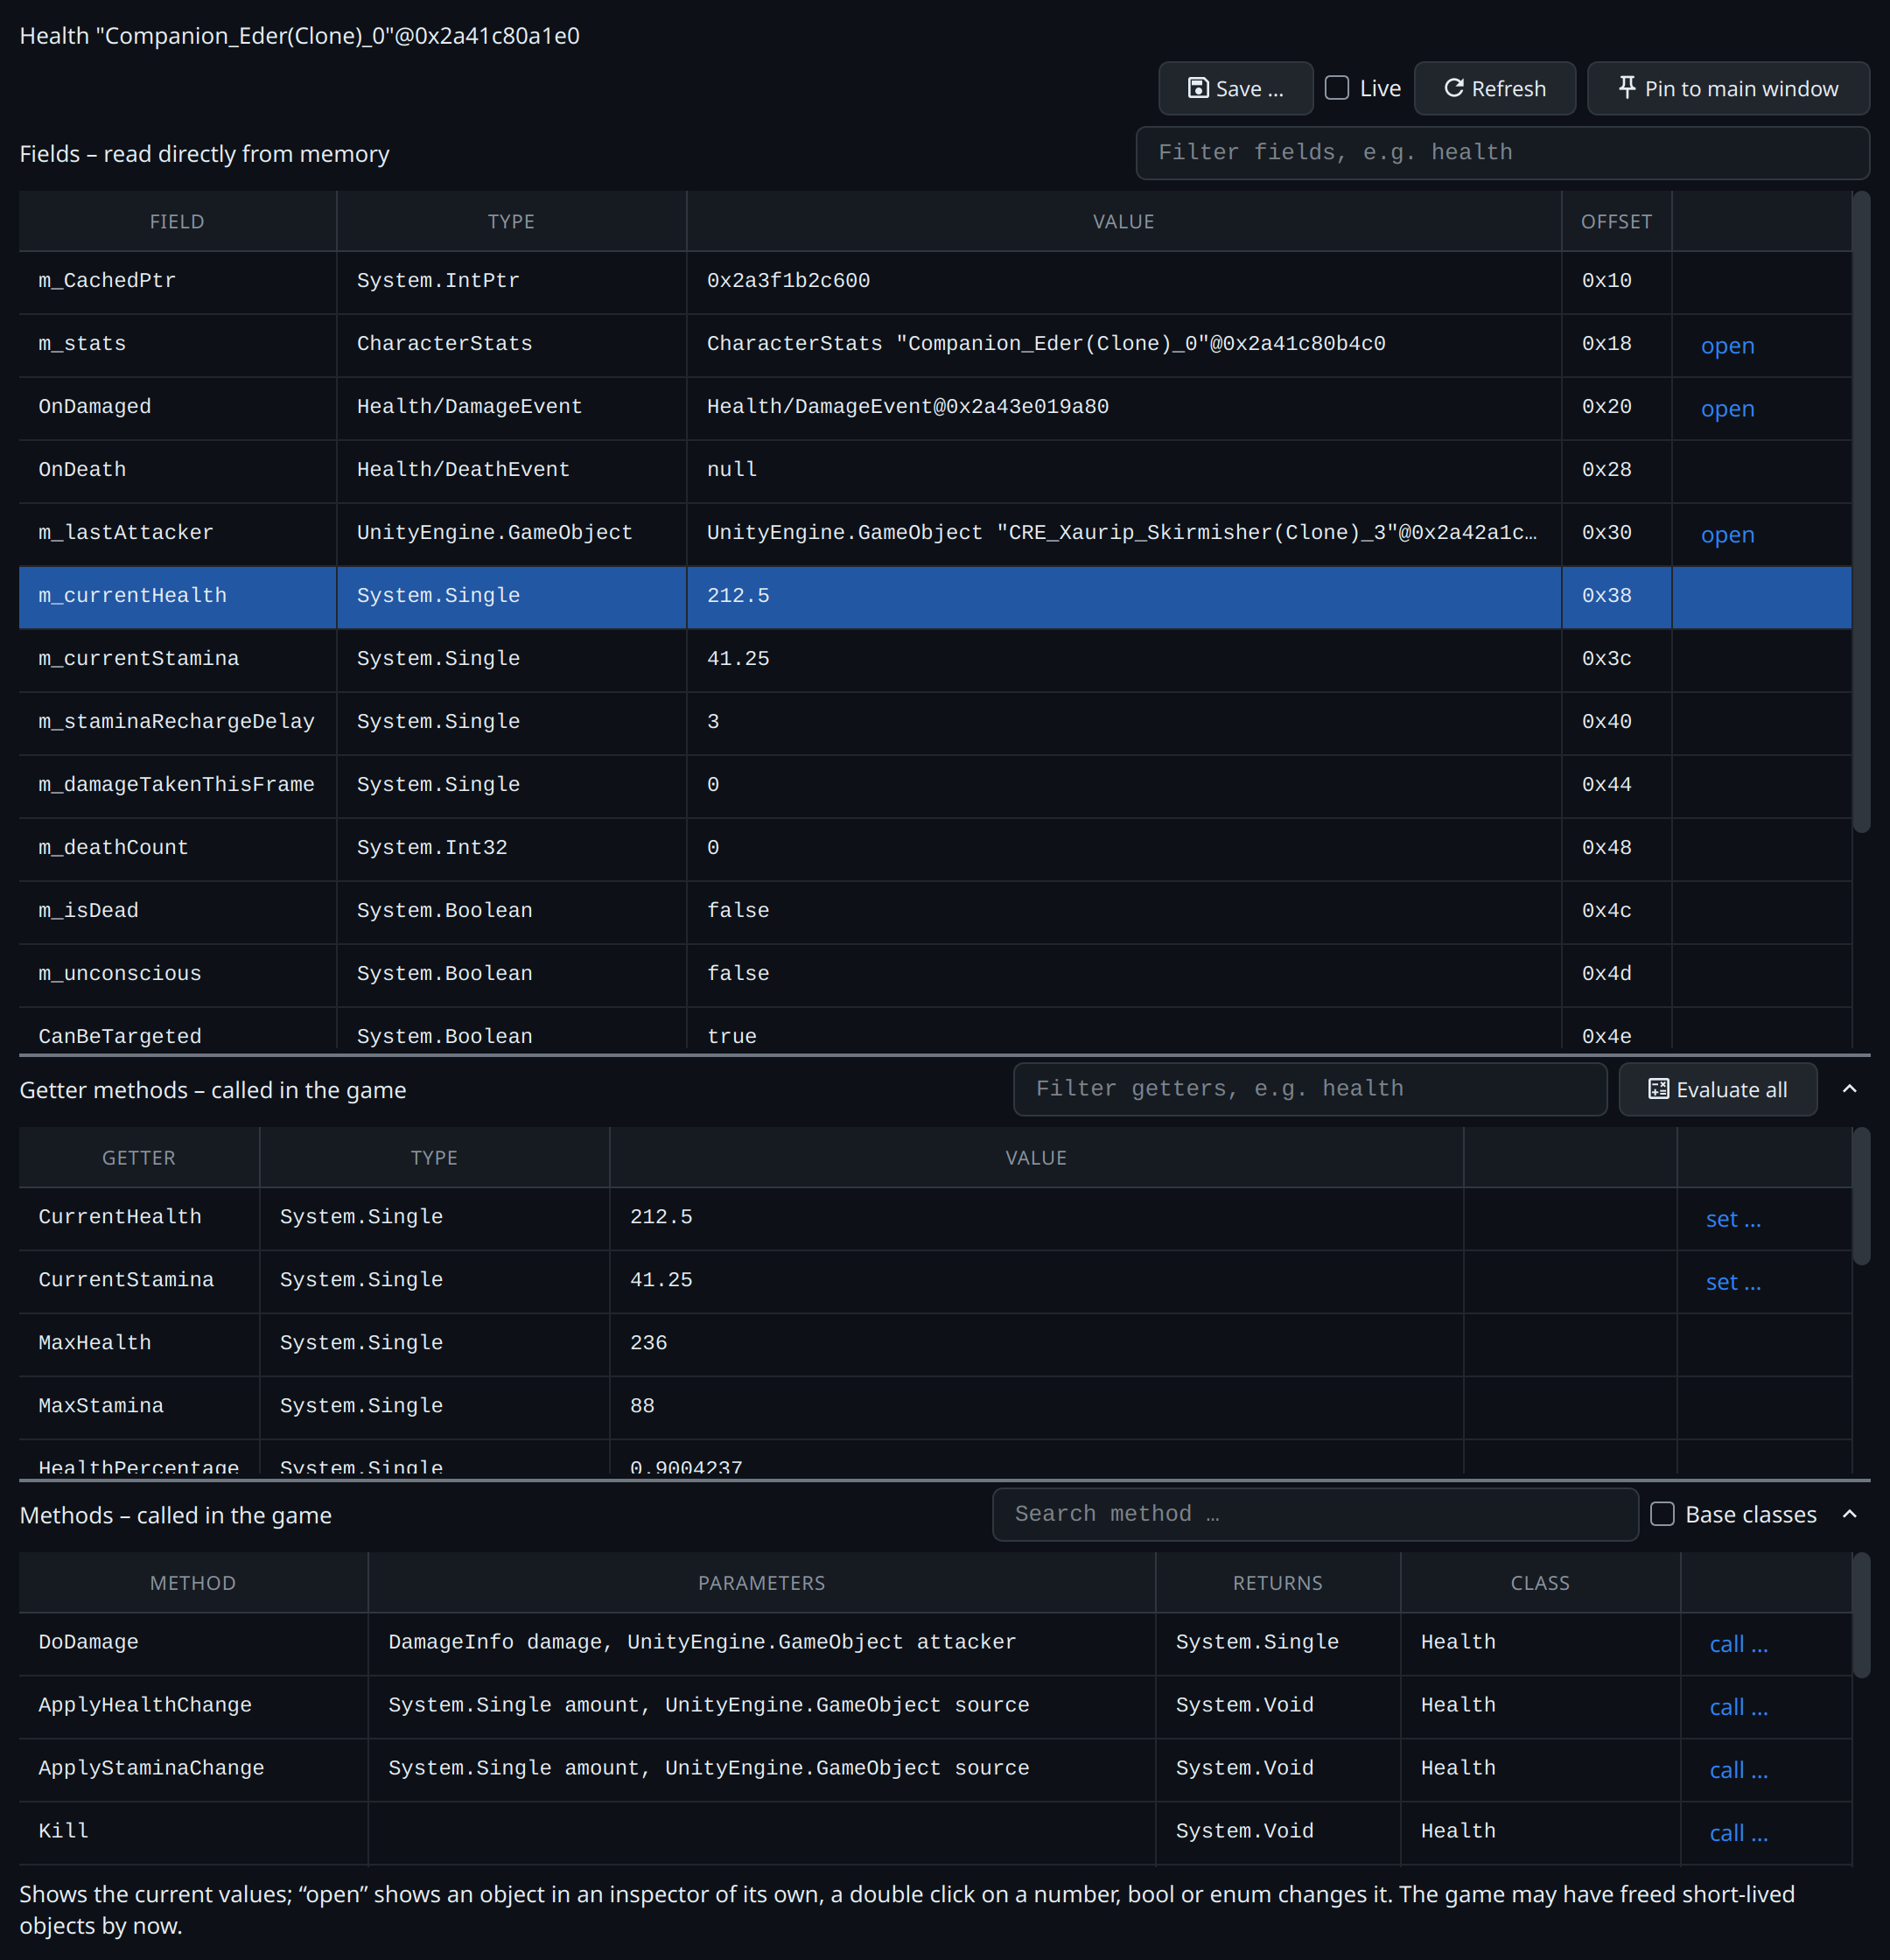 Health "Companion_Eder(Clone)_0"@0x2a41c80a1e0
Save ... Live Refresh Pin to main window
Fields – read directly from memory Filter fields, e.g. health
FIELD TYPE VALUE OFFSET
m_CachedPtr System.IntPtr 0x2a3f1b2c600 0x10
m_stats CharacterStats CharacterStats "Companion_Eder(Clone)_0"@0x2a41c80b4c0 0x18 open
OnDamaged Health/DamageEvent Health/DamageEvent@0x2a43e019a80 0x20 open
OnDeath Health/DeathEvent null 0x28
m_lastAttacker UnityEngine.GameObject UnityEngine.GameObject "CRE_Xaurip_Skirmisher(Clone)_3"@0x2a42a1c… 0x30 open
m_currentHealth System.Single 212.5 0x38
m_currentStamina System.Single 41.25 0x3c
m_staminaRechargeDelay System.Single 3 0x40
m_damageTakenThisFrame System.Single 0 0x44
m_deathCount System.Int32 0 0x48
m_isDead System.Boolean false 0x4c
m_unconscious System.Boolean false 0x4d
CanBeTargeted System.Boolean true 0x4e
Getter methods – called in the game Filter getters, e.g. health Evaluate all
GETTER TYPE VALUE
CurrentHealth System.Single 212.5 set ...
CurrentStamina System.Single 41.25 set ...
MaxHealth System.Single 236
MaxStamina System.Single 88
HealthPercentage System.Single 0.9004237
Methods – called in the game Search method … Base classes
METHOD PARAMETERS RETURNS CLASS
DoDamage DamageInfo damage, UnityEngine.GameObject attacker System.Single Health call ...
ApplyHealthChange System.Single amount, UnityEngine.GameObject source System.Void Health call ...
ApplyStaminaChange System.Single amount, UnityEngine.GameObject source System.Void Health call ...
Kill System.Void Health call ...
Shows the current values; “open” shows an object in an inspector of its own, a double click on a number, bool or enum changes it. The game may have freed short-lived
objects by now.